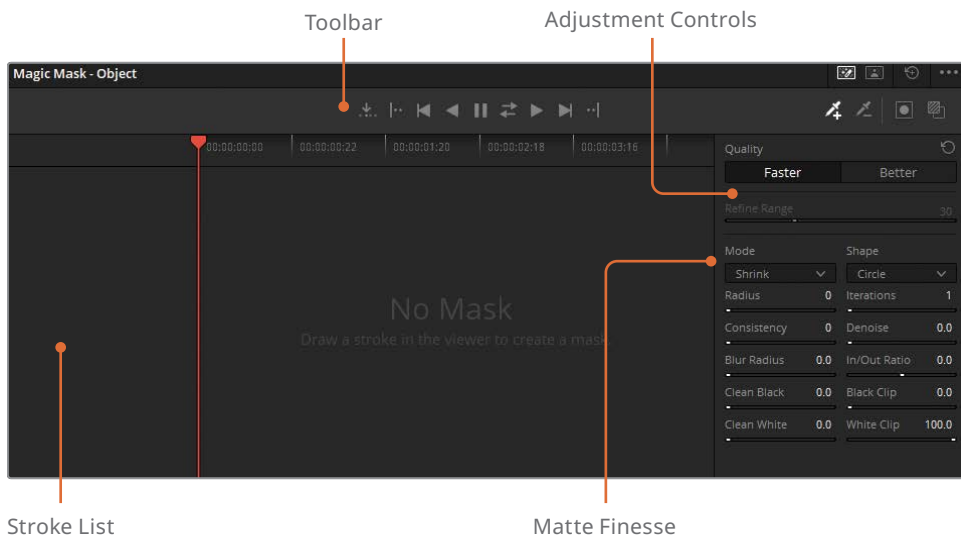 Toolbar
Adjustment Controls
Magic Mask - Object
00:00:00:00 00:00:00:22 00:00:01:20 00:00:02:18 00:00:03:16
Quality
Faster Better
Refine Range 30
Mode Shape
Shrink Circle
Radius 0 Iterations 1
No Mask
Consistency 0 Denoise 0.0
Draw a stroke in the viewer to create a mask.
Blur Radius 0.0 In/Out Ratio 0.0
Clean Black 0.0 Black Clip 0.0
Clean White 0.0 White Clip 100.0
Stroke List
Matte Finesse